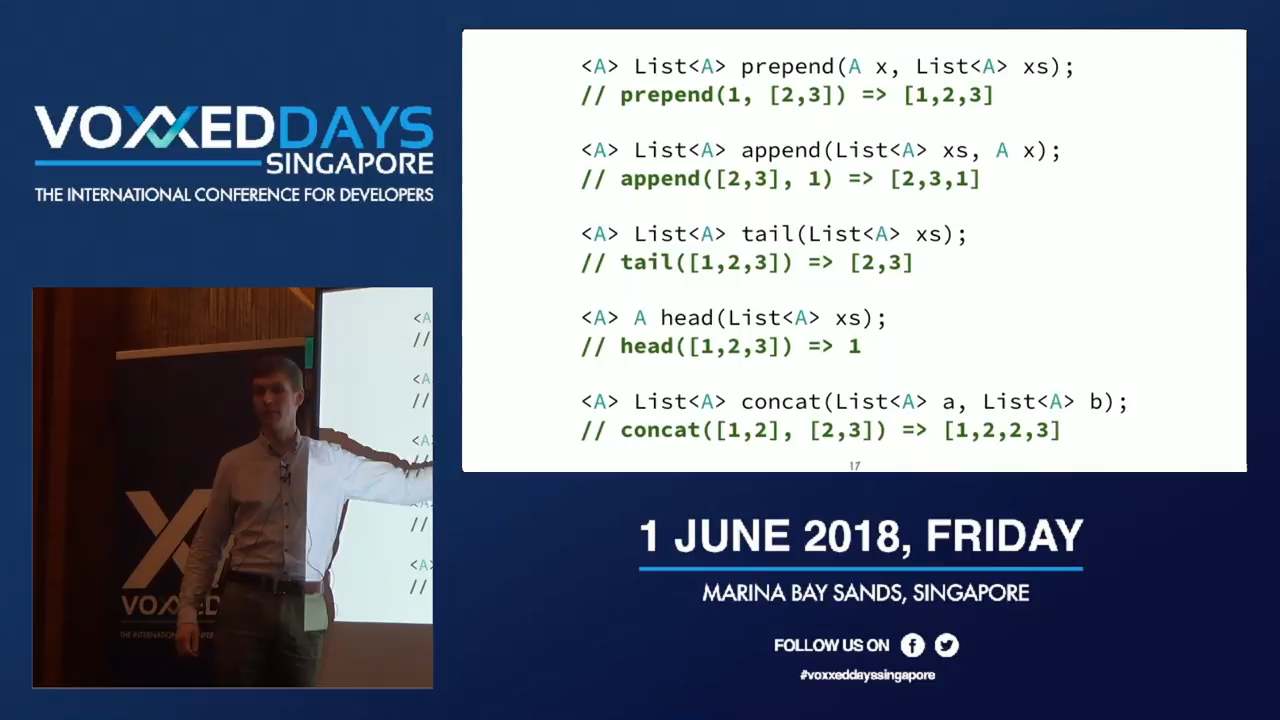 VOXXEDDAYS
SINGAPORE
THE INTERNATIONAL CONFERENCE FOR DEVELOPERS
<A> List<A> prepend(A x, List<A> xs);
// prepend(1, [2,3]) => [1,2,3]
<A> List<A> append(List<A> xs, A x);
// append([2,3], 1) => [2,3,1]
<A> List<A> tail(List<A> xs);
// tail([1,2,3]) => [2,3]
<A> A head(List<A> xs);
// head([1,2,3]) => 1
<A> List<A> concat(List<A> a, List<A> b);
// concat([1,2], [2,3]) => [1,2,2,3]
17
<A
//
<A
//
<A
//
<A
//
<A
//
VOXXED
THE INTERNATIONAL
1 JUNE 2018, FRIDAY
MARINA BAY SANDS, SINGAPORE
FOLLOW US ON
#voxxeddayssingapore